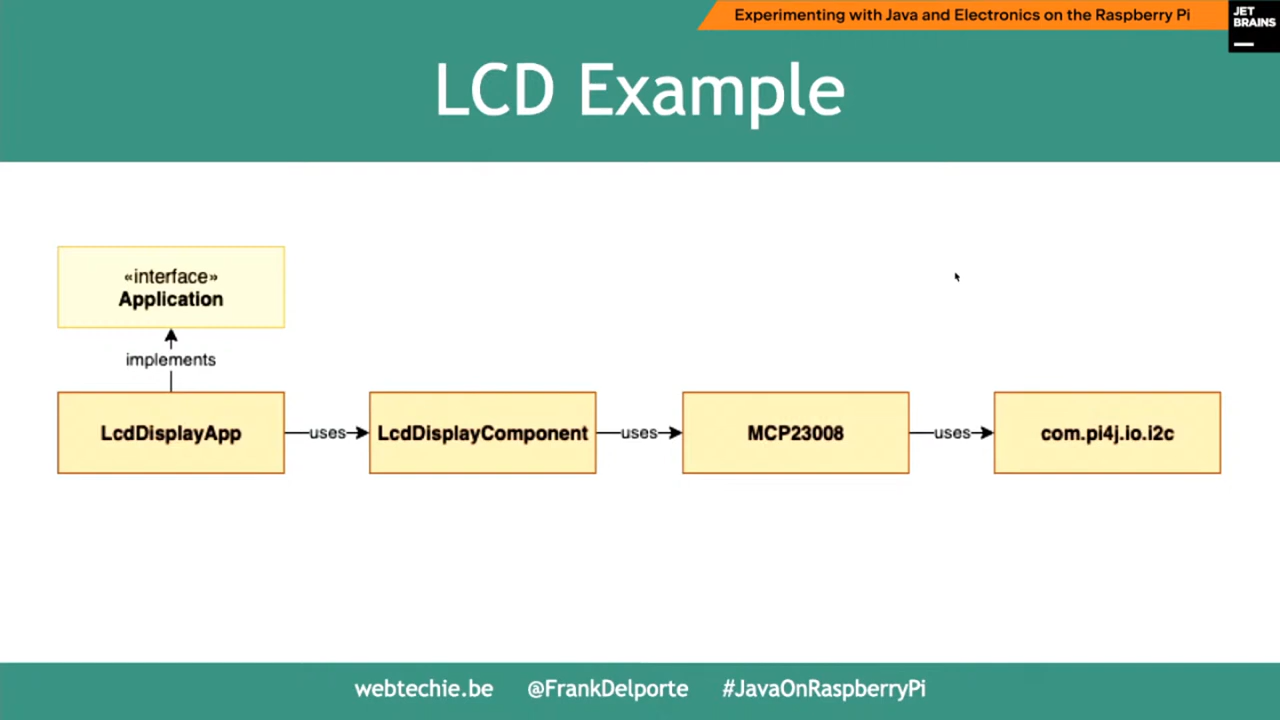 Experimenting with Java and Electronics on the Raspberry Pi
JET
BRAINS
LCD Example
«interface»
Application
implements
LcdDisplayApp
uses
LcdDisplayComponent
uses
MCP23008
uses
com.pi4j.io.i2c
webtechie.be @FrankDelporte #JavaOnRaspberryPi